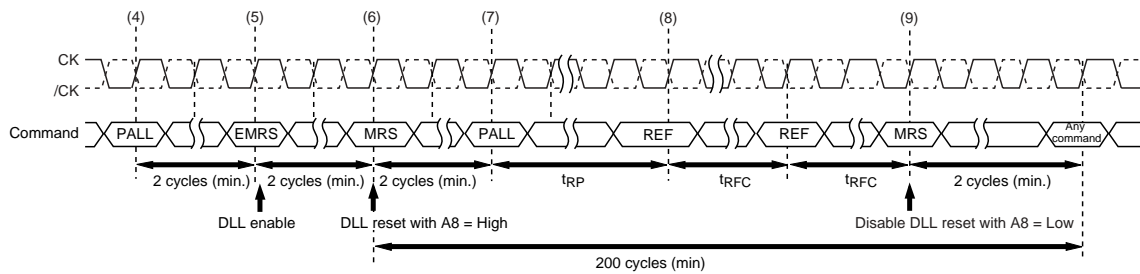 (4) (5) (6) (7) (8) (9)
CK
/CK
Command PALL EMRS MRS PALL REF REF MRS Any command
2 cycles (min.) 2 cycles (min.) 2 cycles (min.) tRP tRFC tRFC 2 cycles (min.)
DLL enable DLL reset with A8 = High Disable DLL reset with A8 = Low
200 cycles (min)